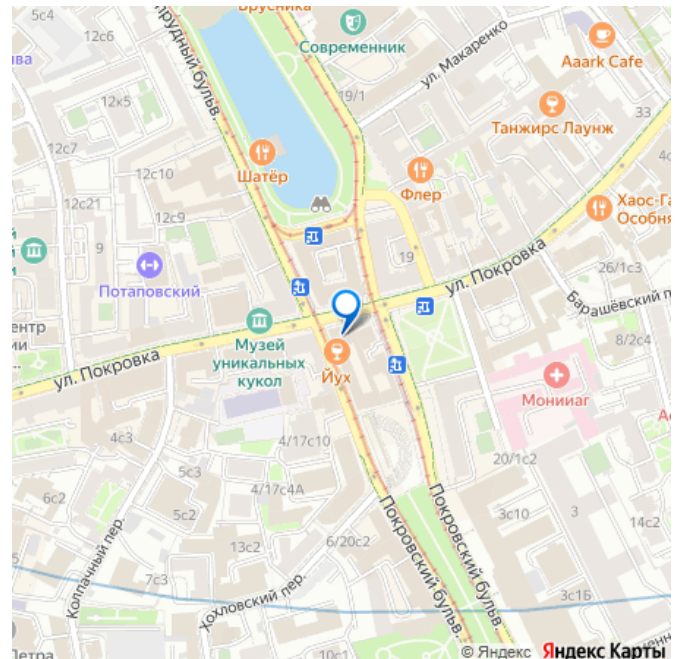 5с4
Брусника
Современник
12с6
ул. Макаренко
Aaark Cafe
19/1
12к5
Танжирс Лаунж
33
12с7
12с10
Шатёр
Флер
12с21
12с9
Хаос-Га
Особня
9
Потаповский
19
ул. Покровка
26/1с3
Барашёвский п
Музей
уникальных
кукол
8/2с4
ул. Покровка
Йух
Мониаг
4с3
4/17с10
20/1с2
5с3
6с2
4/17с4А
Покровский бульв.
Покровский бульв.
5с2
3с10
3
14с2
Колпачный пер.
13с2
6/20с2
7с3
Хохловский пер.
3с1Б
© Яндекс Яндекс Карты